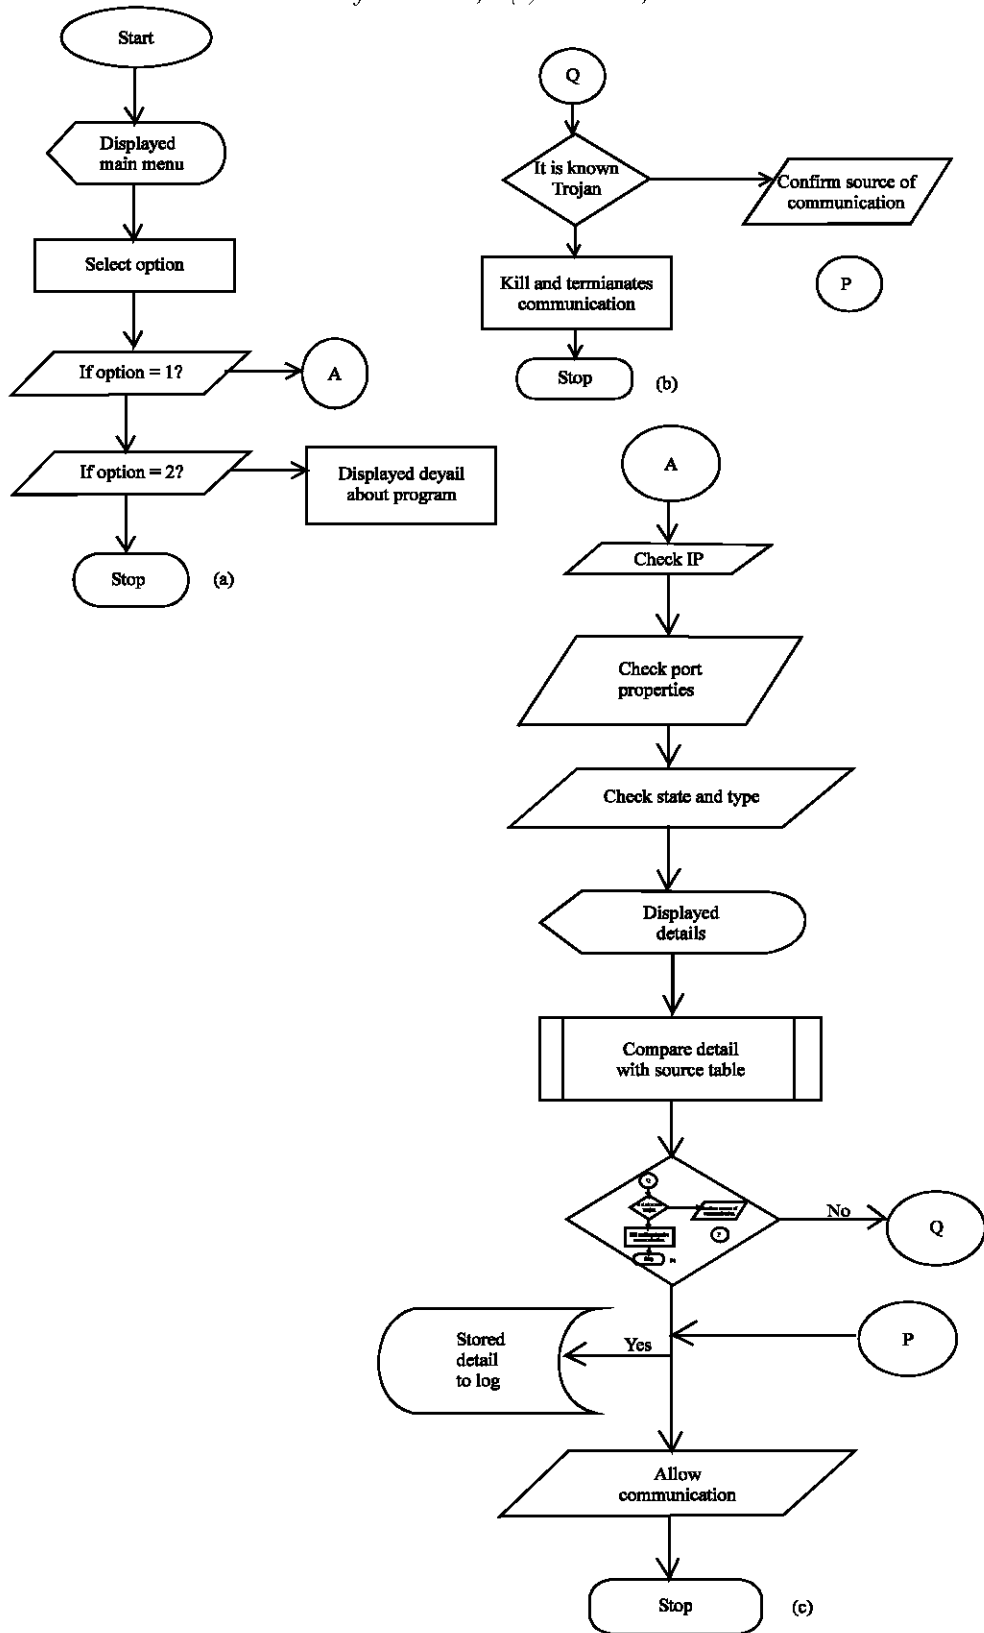 Start
Displayed
main menu
Select option
If option = 1?
A
If option = 2?
Displayed deyail
about program
Stop
(a)
Q
It is known
Trojan
Confirm source of
communication
P
Kill and termianates
communication
Stop
(b)
A
Check IP
Check port
properties
Check state and type
Displayed
details
Compare detail
with source table
Q
P
No
Q
P
Yes
Stored
detail
to log
Allow
communication
Stop
(c)